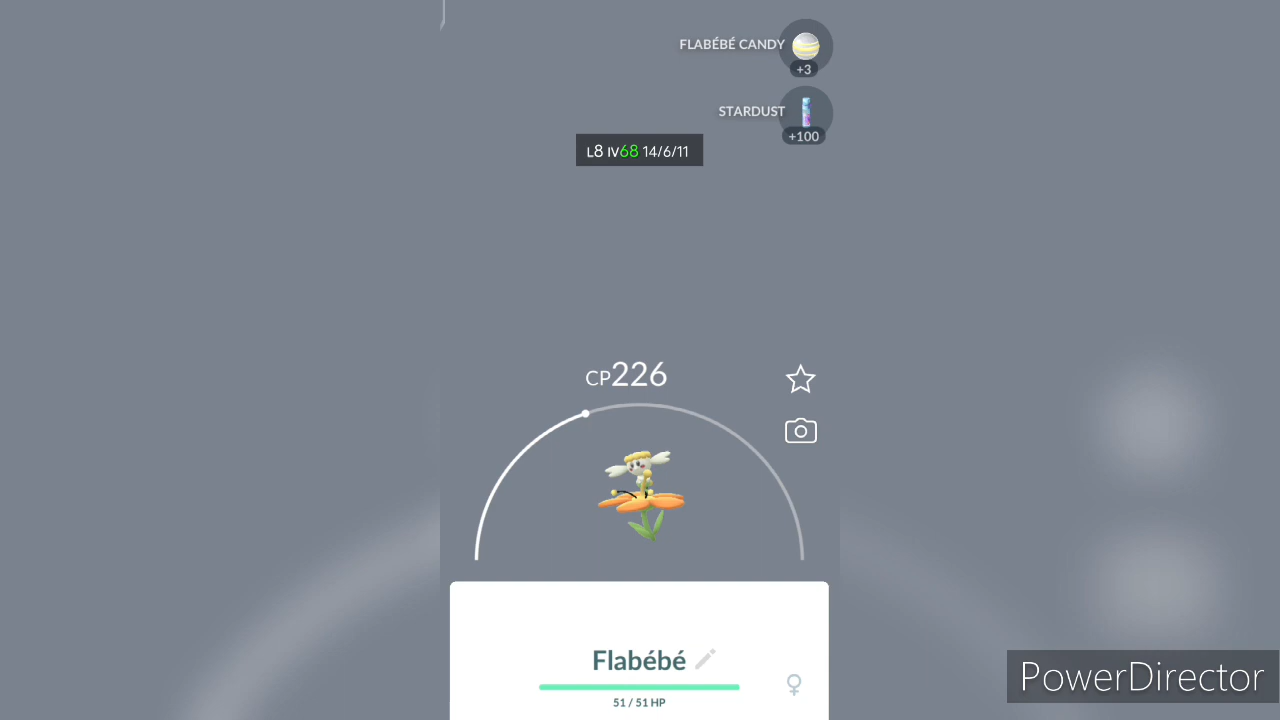 FLABÉBÉ CANDY
+3
STARDUST
+100
L8 IV68 14/6/11
CP226
Flabébé
51 / 51 HP
PowerDirector